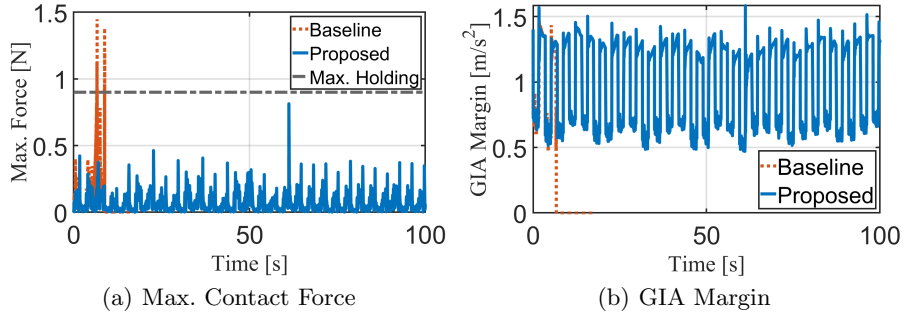 Max. Force [N]
1.5
1
0.5
0
0
50
100
Time [s]
Baseline
Proposed
Max. Holding
(a) Max. Contact Force
GIA Margin [m/s²]
1.5
1
0.5
0
0
50
100
Time [s]
Baseline
Proposed
(b) GIA Margin